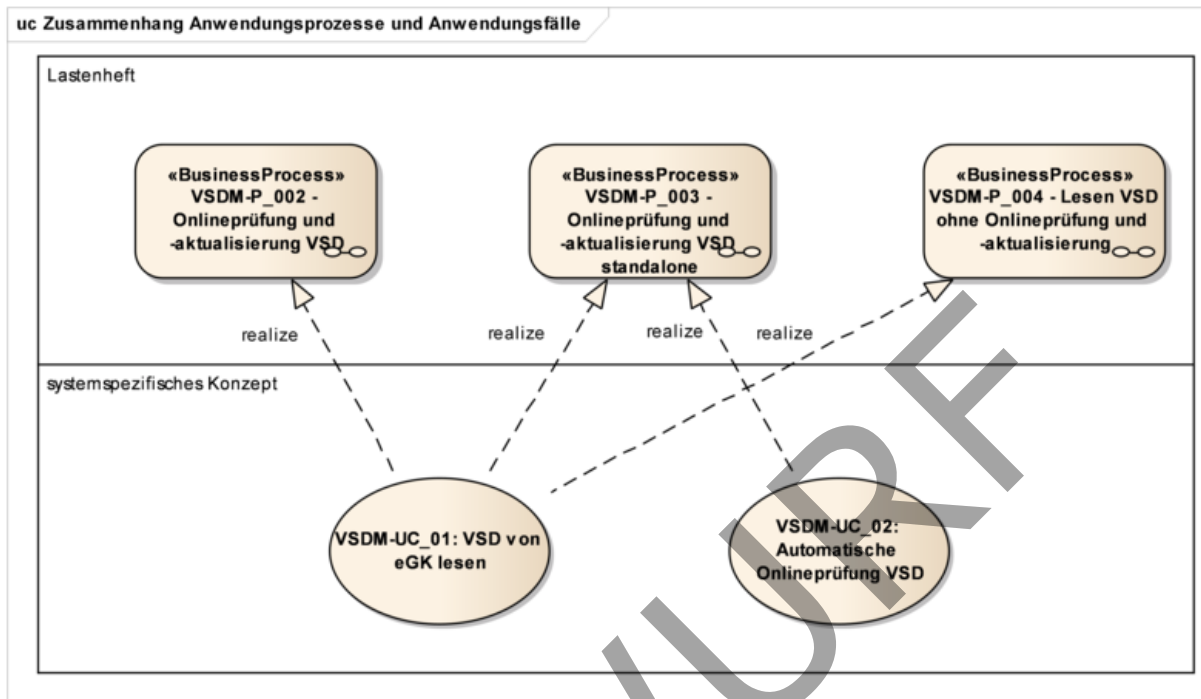 uc Zusammenhang Anwendungsprozesse und Anwendungsfälle
Lastenheft
«BusinessProcess»
VSDM-P_002 -
Onlineprüfung und
-aktualisierung VSD
«BusinessProcess»
VSDM-P_003 -
Onlineprüfung und
-aktualisierung VSD
standalone
«BusinessProcess»
VSDM-P_004 - Lesen VSD
ohne Onlineprüfung und
-aktualisierung
realize
realize
realize
realize
systemspezifisches Konzept
VSDM-UC_01: VSD von
eGK lesen
VSDM-UC_02:
Automatische
Onlineprüfung VSD
WURF